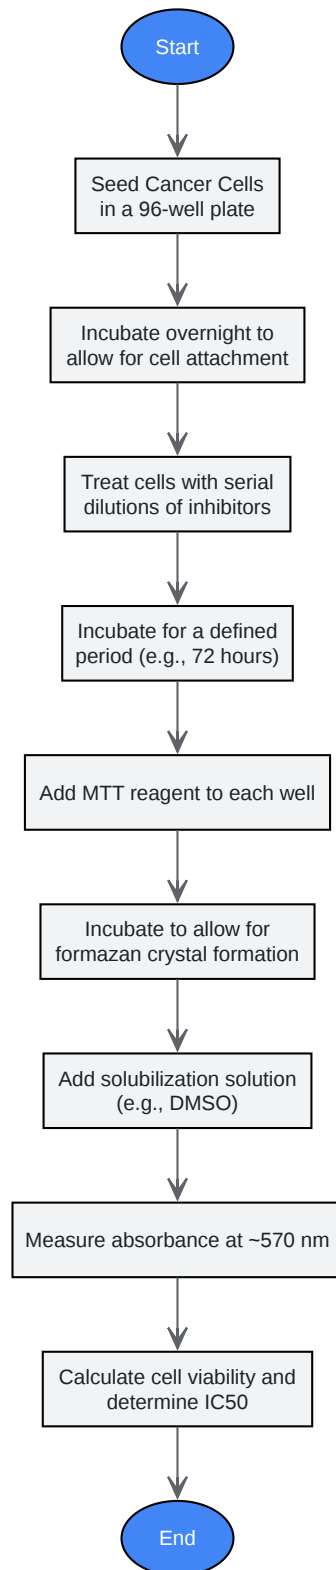 Start
Seed Cancer Cells
in a 96-well plate
Incubate overnight to
allow for cell attachment
Treat cells with serial
dilutions of inhibitors
Incubate for a defined
period (e.g., 72 hours)
Add MTT reagent to each well
Incubate to allow for
formazan crystal formation
Add solubilization solution
(e.g., DMSO)
Measure absorbance at ~570 nm
Calculate cell viability and
determine IC50
End